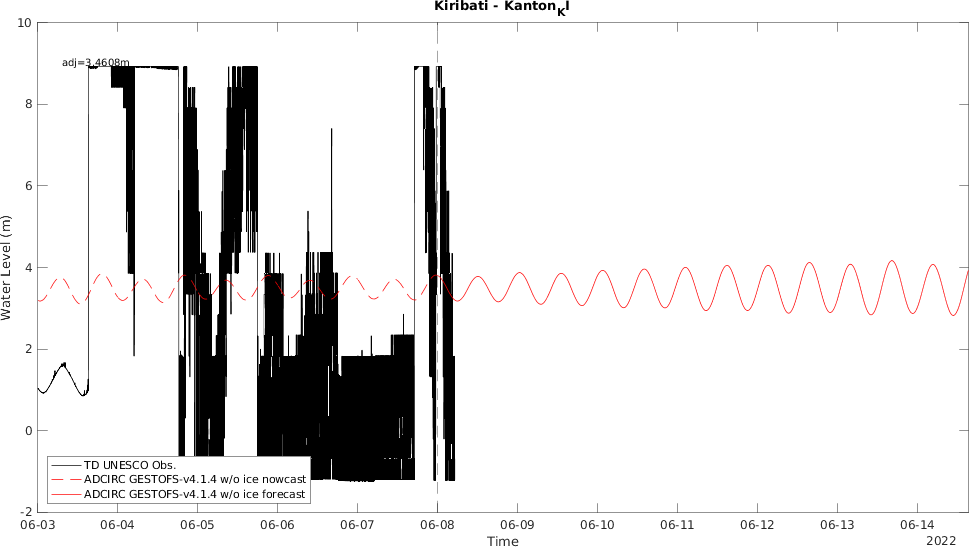 Kiribati - KantonKI
10
8
6
4
2
0
-2
Water Level (m)
adj=3.4608m
TD UNESCO Obs.
ADCIRC GESTOFS-v4.1.4 w/o ice nowcast
ADCIRC GESTOFS-v4.1.4 w/o ice forecast
06-03 06-04 06-05 06-06 06-07 06-08 06-09 06-10 06-11 06-12 06-13 06-14
Time
2022